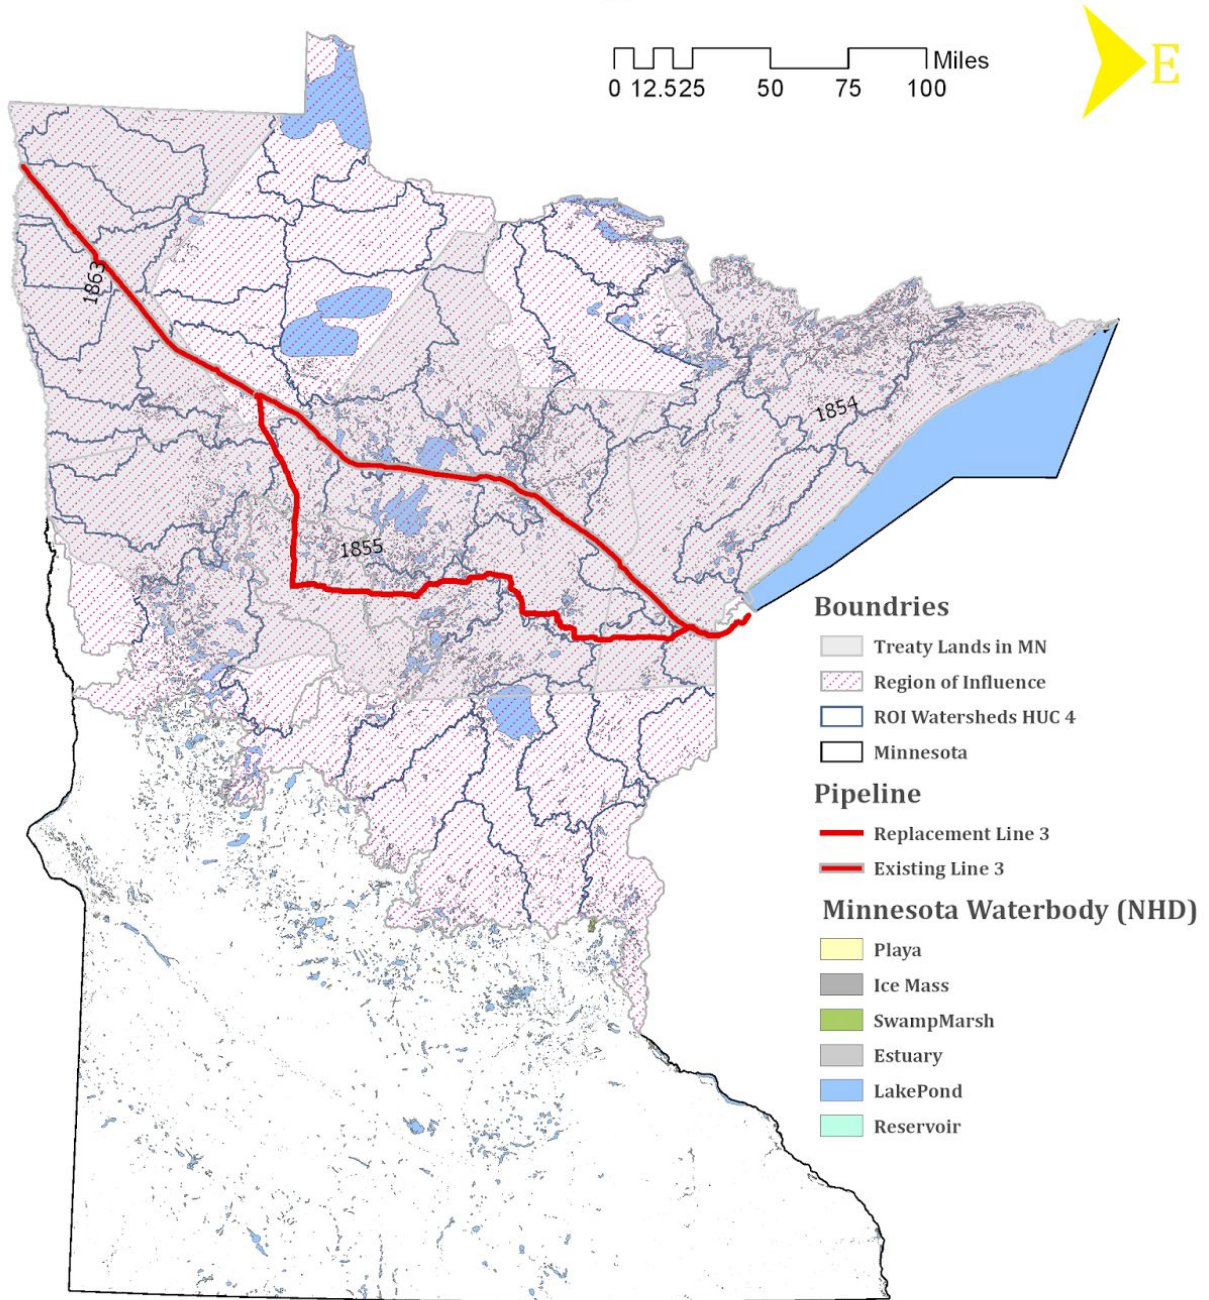 Miles
0 12.525 50 75 100
E
1863
1854
1855
Boundries
Treaty Lands in MN
Region of Influence
ROI Watersheds HUC 4
Minnesota
Pipeline
Replacement Line 3
Existing Line 3
Minnesota Waterbody (NHD)
Playa
Ice Mass
SwampMarsh
Estuary
LakePond
Reservoir